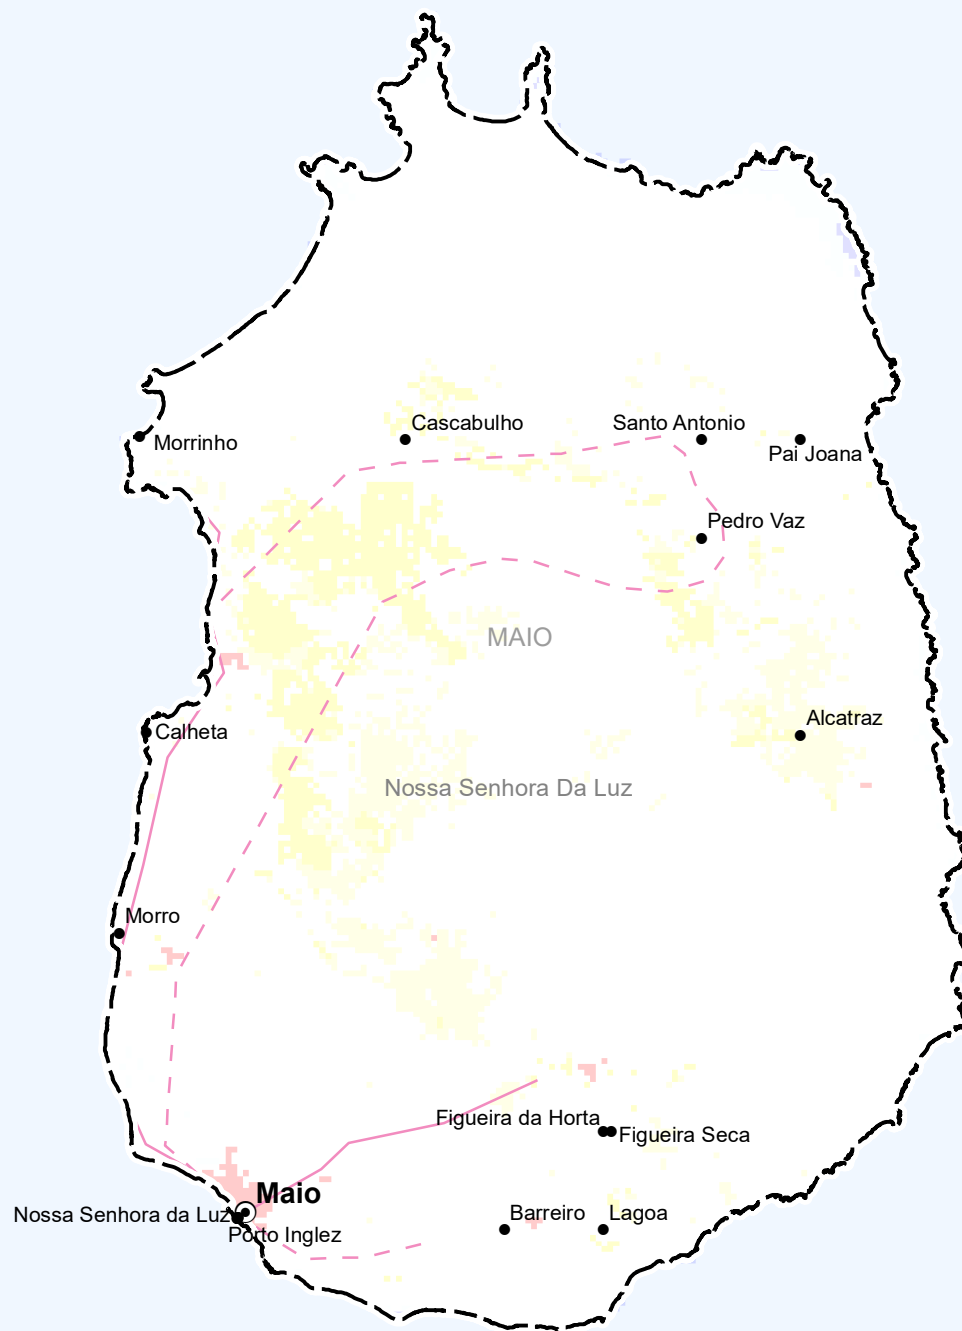 Cascabulho
Santo Antonio
Morrinho
Pai Joana
Pedro Vaz
MAIO
Alcatraz
Calheta
Nossa Senhora Da Luz
Morro
Figueira da Horta
Figueira Seca
Maio
Nossa Senhora da Luz
Barreiro
Lagoa
Porto Inglez